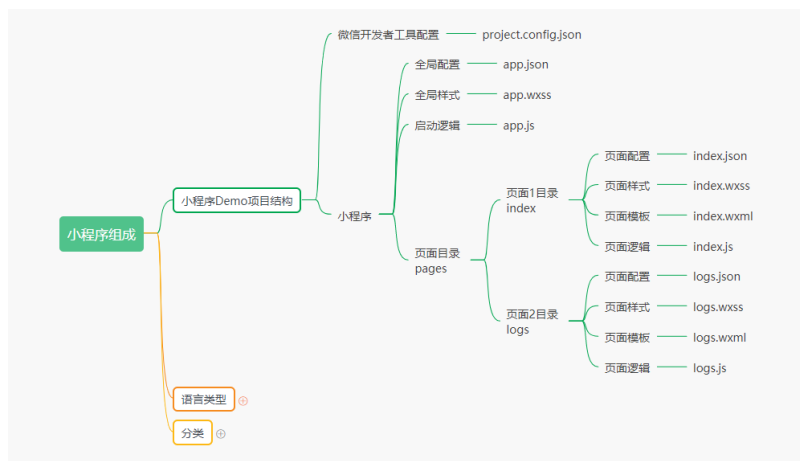 微信开发者工具配置 project.config.json
全局配置 app.json
全局样式 app.wxss
启动逻辑 app.js
页面配置 index.json
页面样式 index.wxss
页面模板 index.wxml
页面逻辑 index.js
页面1目录
index
小程序Demo项目结构
小程序
小程序组成
页面目录
pages
页面配置 logs.json
页面样式 logs.wxss
页面模板 logs.wxml
页面逻辑 logs.js
页面2目录
logs
语言类型
分类